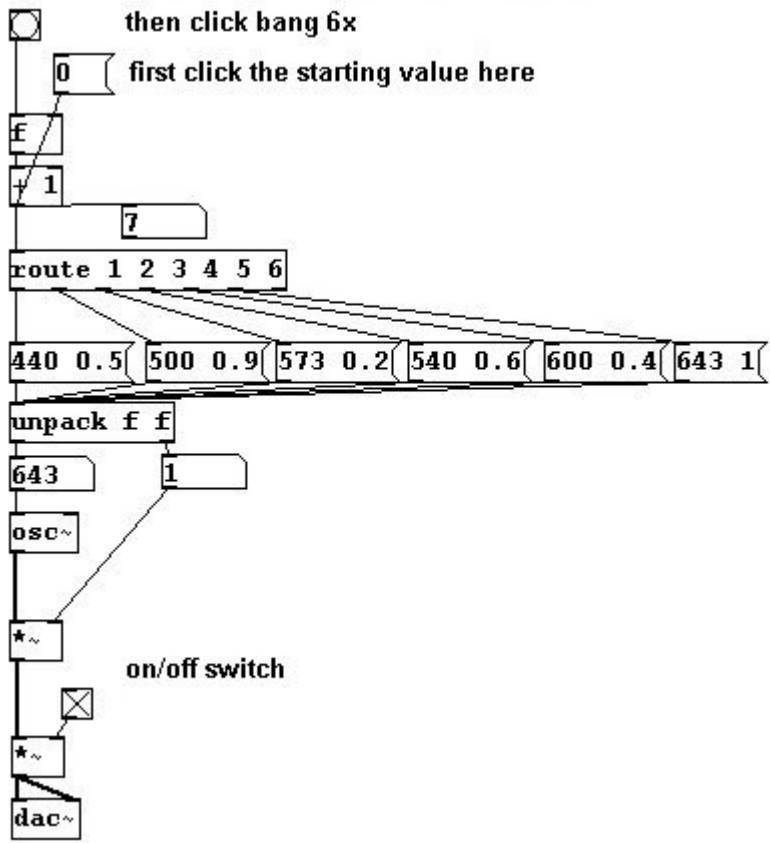 then click bang 6x
0
first click the starting value here
f
+ 1
7
route 1 2 3 4 5 6
440 0.5
500 0.9
573 0.2
540 0.6
600 0.4
643 1
unpack f f
643
1
osc~
*~
on/off switch
*~
dac~